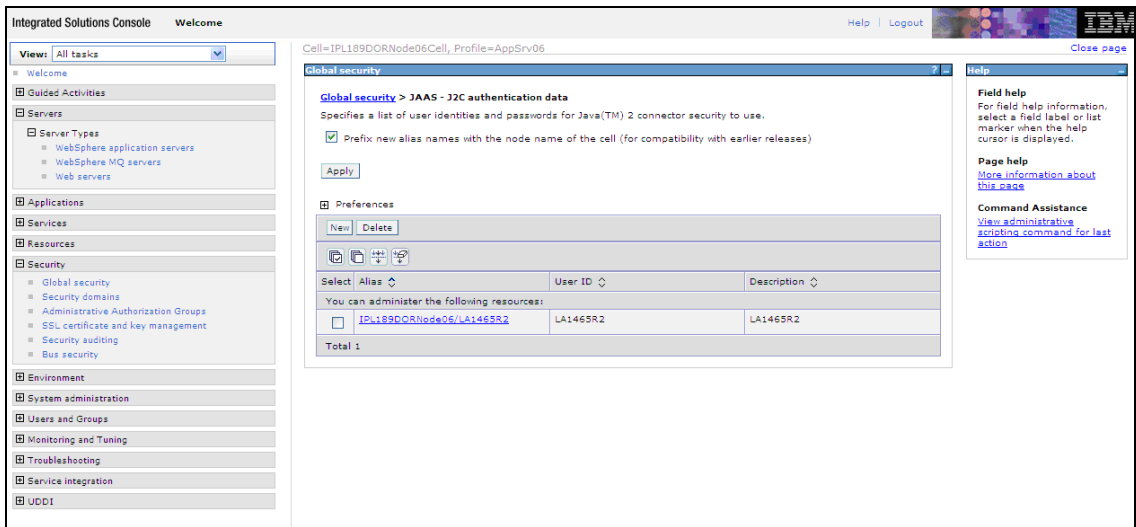 Integrated Solutions Console Welcome Help | Logout IBM
View: All tasks
Cell=IPL189DORNode06Cell, Profile=AppSrv06
Close page
Welcome
Guided Activities
Servers
Server Types
WebSphere application servers
WebSphere MQ servers
Web servers
Applications
Services
Resources
Security
Global security
Security domains
Administrative Authorization Groups
SSL certificate and key management
Security auditing
Bus security
Environment
System administration
Users and Groups
Monitoring and Tuning
Troubleshooting
Service integration
UDDI
Global security ? _
Global security > JAAS - J2C authentication data
Specifies a list of user identities and passwords for Java(TM) 2 connector security to use.
Prefix new alias names with the node name of the cell (for compatibility with earlier releases)
Apply
Preferences
New Delete
Select Alias User ID Description
You can administer the following resources:
IPL189DORNode06/LA1465R2 LA1465R2 LA1465R2
Total 1
Help _
Field help
For field help information,
select a field label or list
marker when the help
cursor is displayed.
Page help
More information about
this page
Command Assistance
View administrative
scripting command for last
action